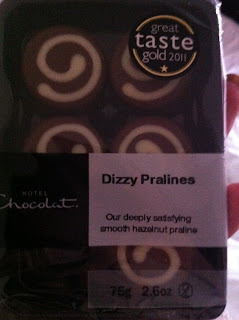 great
taste
gold 2011
Dizzy Pralines
HOTEL
Chocolat.
Our deeply satisfying
smooth hazelnut praline
75g 2.6oz